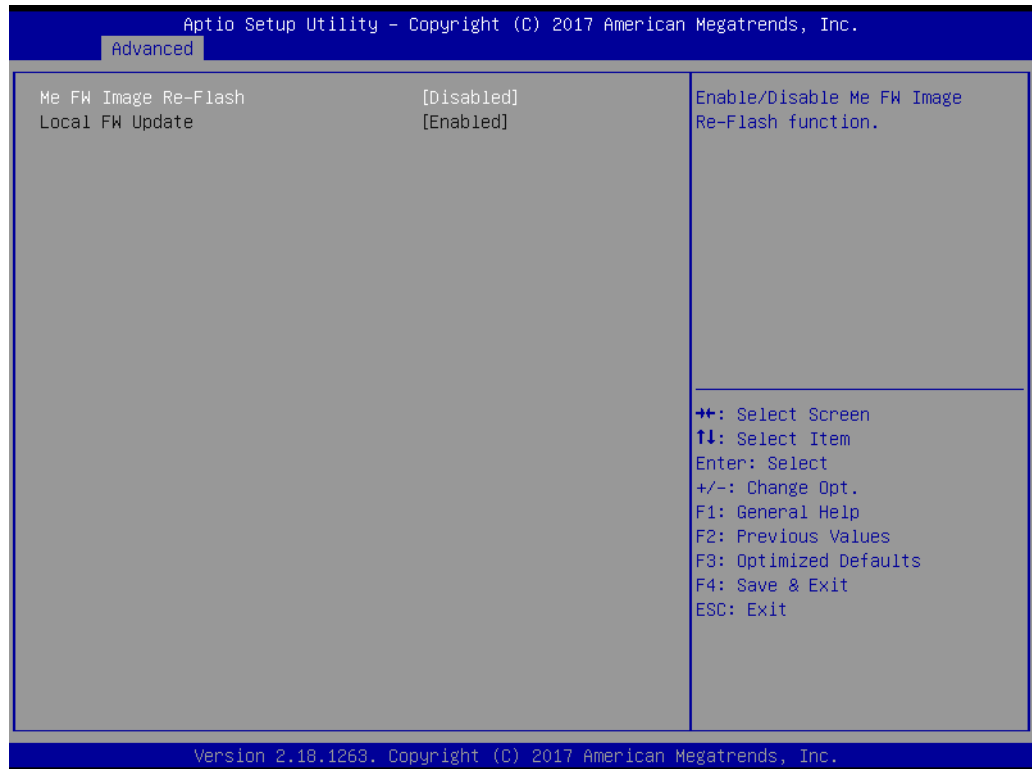 Aptio Setup Utility – Copyright (C) 2017 American Megatrends, Inc.
Advanced
Me FW Image Re-Flash [Disabled]
Local FW Update [Enabled]
Enable/Disable Me FW Image
Re-Flash function.
→←: Select Screen
↑↓: Select Item
Enter: Select
+/-: Change Opt.
F1: General Help
F2: Previous Values
F3: Optimized Defaults
F4: Save & Exit
ESC: Exit
Version 2.18.1263. Copyright (C) 2017 American Megatrends, Inc.